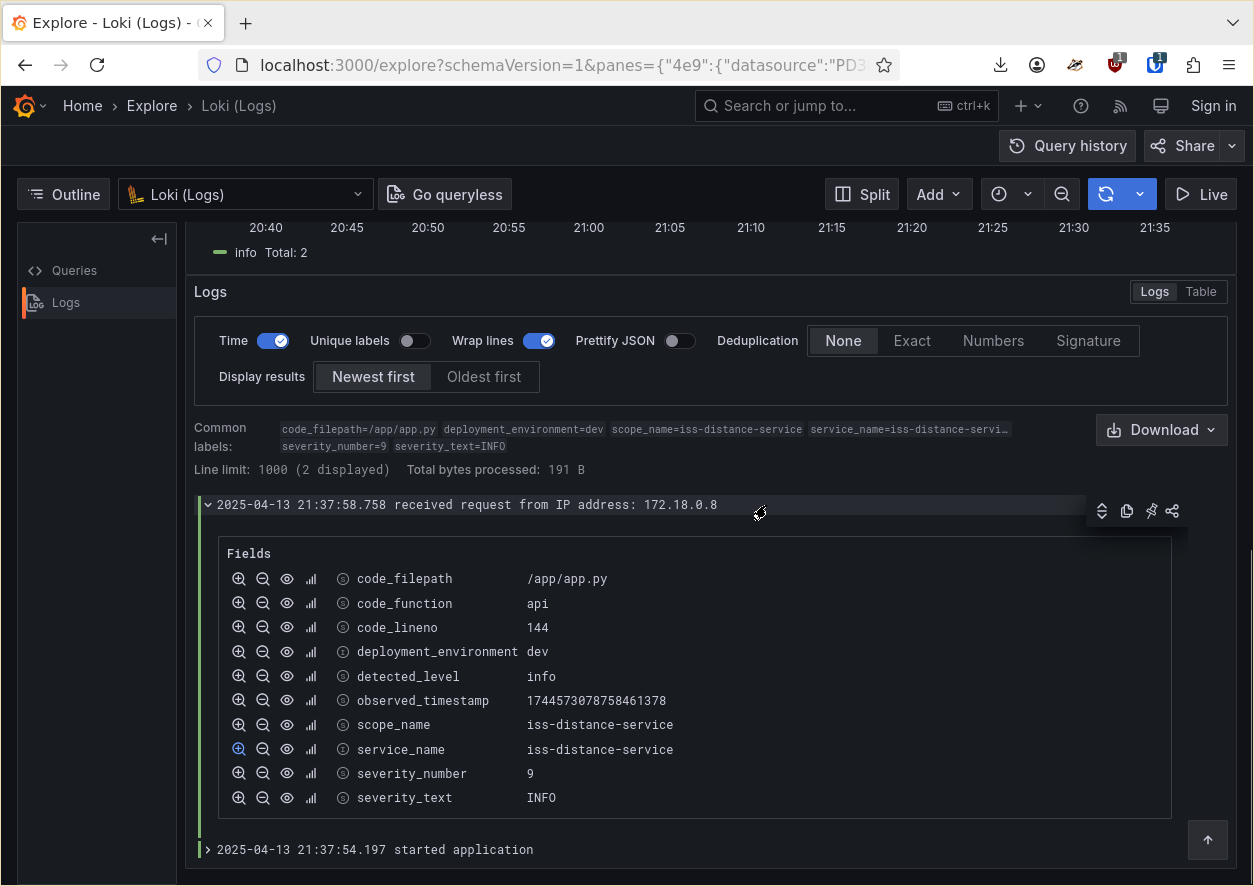 Explore - Loki (Logs) -
localhost:3000/explore?schemaVersion=1&panes={"4e9":{"datasource":"PD3
1
1
Home › Explore › Loki (Logs)
Search or jump to...
ctrl+k
Sign in
Query history
Share
Outline
Loki (Logs)
Go queryless
Split
Add
Live
Queries
Logs
20:40 20:45 20:50 20:55 21:00 21:05 21:10 21:15 21:20 21:25 21:30 21:35
info Total: 2
Logs
Logs Table
Time Unique labels Wrap lines Prettify JSON Deduplication None Exact Numbers Signature
Display results Newest first Oldest first
Common labels: code_filepath=/app/app.py deployment_environment=dev scope_name=iss-distance-service service_name=iss-distance-servi…
severity_number=9 severity_text=INFO
Download
Line limit: 1000 (2 displayed) Total bytes processed: 191 B
2025-04-13 21:37:58.758 received request from IP address: 172.18.0.8
Fields
code_filepath /app/app.py
code_function api
code_lineno 144
deployment_environment dev
detected_level info
observed_timestamp 1744573078758461378
scope_name iss-distance-service
service_name iss-distance-service
severity_number 9
severity_text INFO
2025-04-13 21:37:54.197 started application